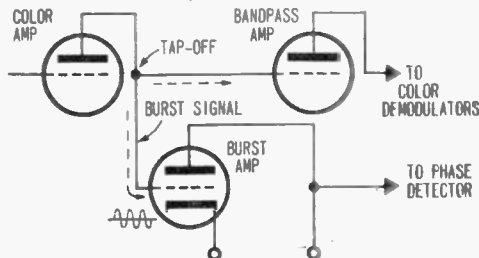 COLOR
AMP
BANDPASS
AMP
TAP-OFF
TO
COLOR
DEMODULATORS
BURST SIGNAL
BURST
AMP
TO PHASE
DETECTOR